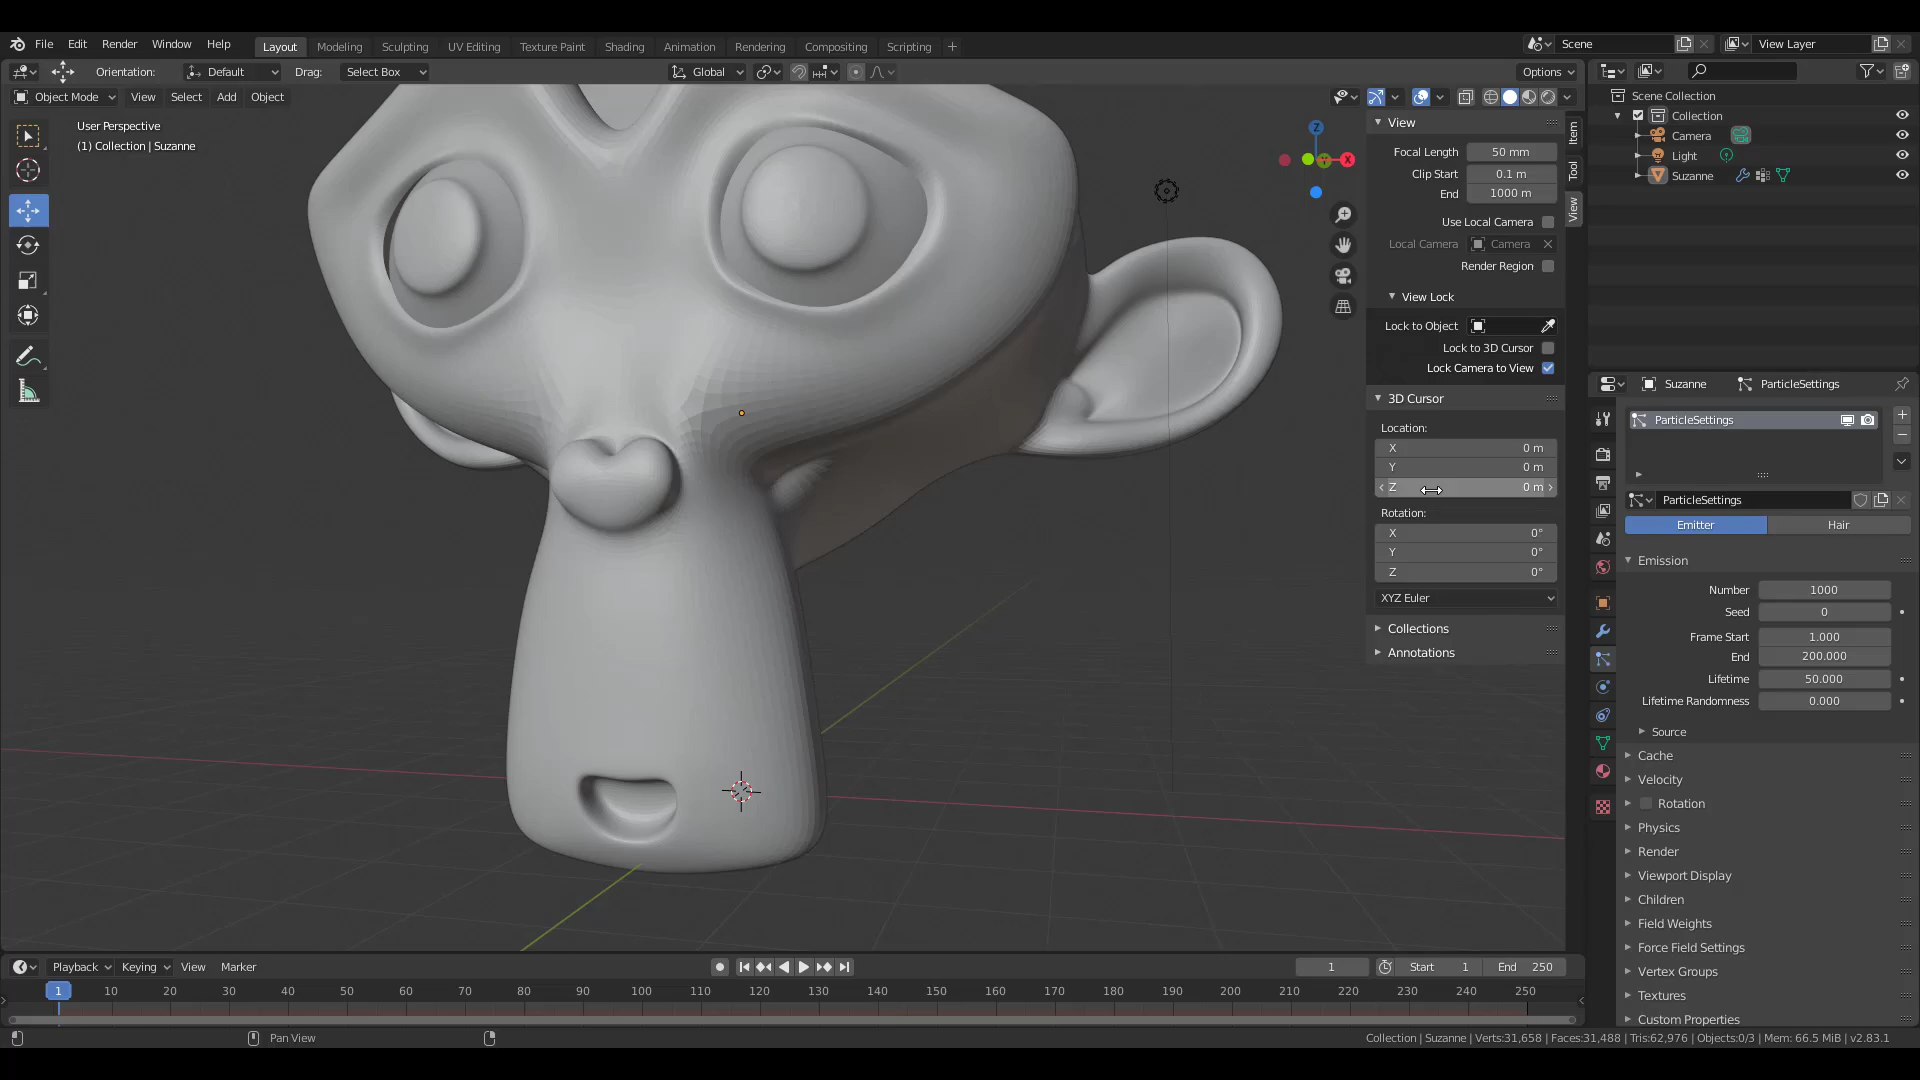 File Edit Render Window Help Layout Modeling Sculpting UV Editing Texture Paint Shading Animation Rendering Compositing Scripting + Scene View Layer
Orientation: Default Drag: Select Box Global Options
Object Mode View Select Add Object
User Perspective
(1) Collection | Suzanne
Z
X
Y
View
Focal Length 50 mm
Clip Start 0.1 m
End 1000 m
Use Local Camera
Local Camera Camera
Render Region
View Lock
Lock to Object
Lock to 3D Cursor
Lock Camera to View
3D Cursor
Location:
X 0 m
Y 0 m
Z 0 m
Rotation:
X 0°
Y 0°
Z 0°
XYZ Euler
Collections
Annotations
Item
Tool
View
Scene Collection
Collection
Camera
Light
Suzanne
Suzanne ParticleSettings
ParticleSettings
ParticleSettings
Emitter Hair
Emission
Number 1000
Seed 0
Frame Start 1.000
End 200.000
Lifetime 50.000
Lifetime Randomness 0.000
Source
Cache
Velocity
Rotation
Physics
Render
Viewport Display
Children
Field Weights
Force Field Settings
Vertex Groups
Textures
Custom Properties
Playback Keying View Marker 1 Start 1 End 250
1 10 20 30 40 50 60 70 80 90 100 110 120 130 140 150 160 170 180 190 200 210 220 230 240 250
Pan View
Collection | Suzanne | Verts:31,658 | Faces:31,488 | Tris:62,976 | Objects:0/3 | Mem: 66.5 MiB | v2.83.1